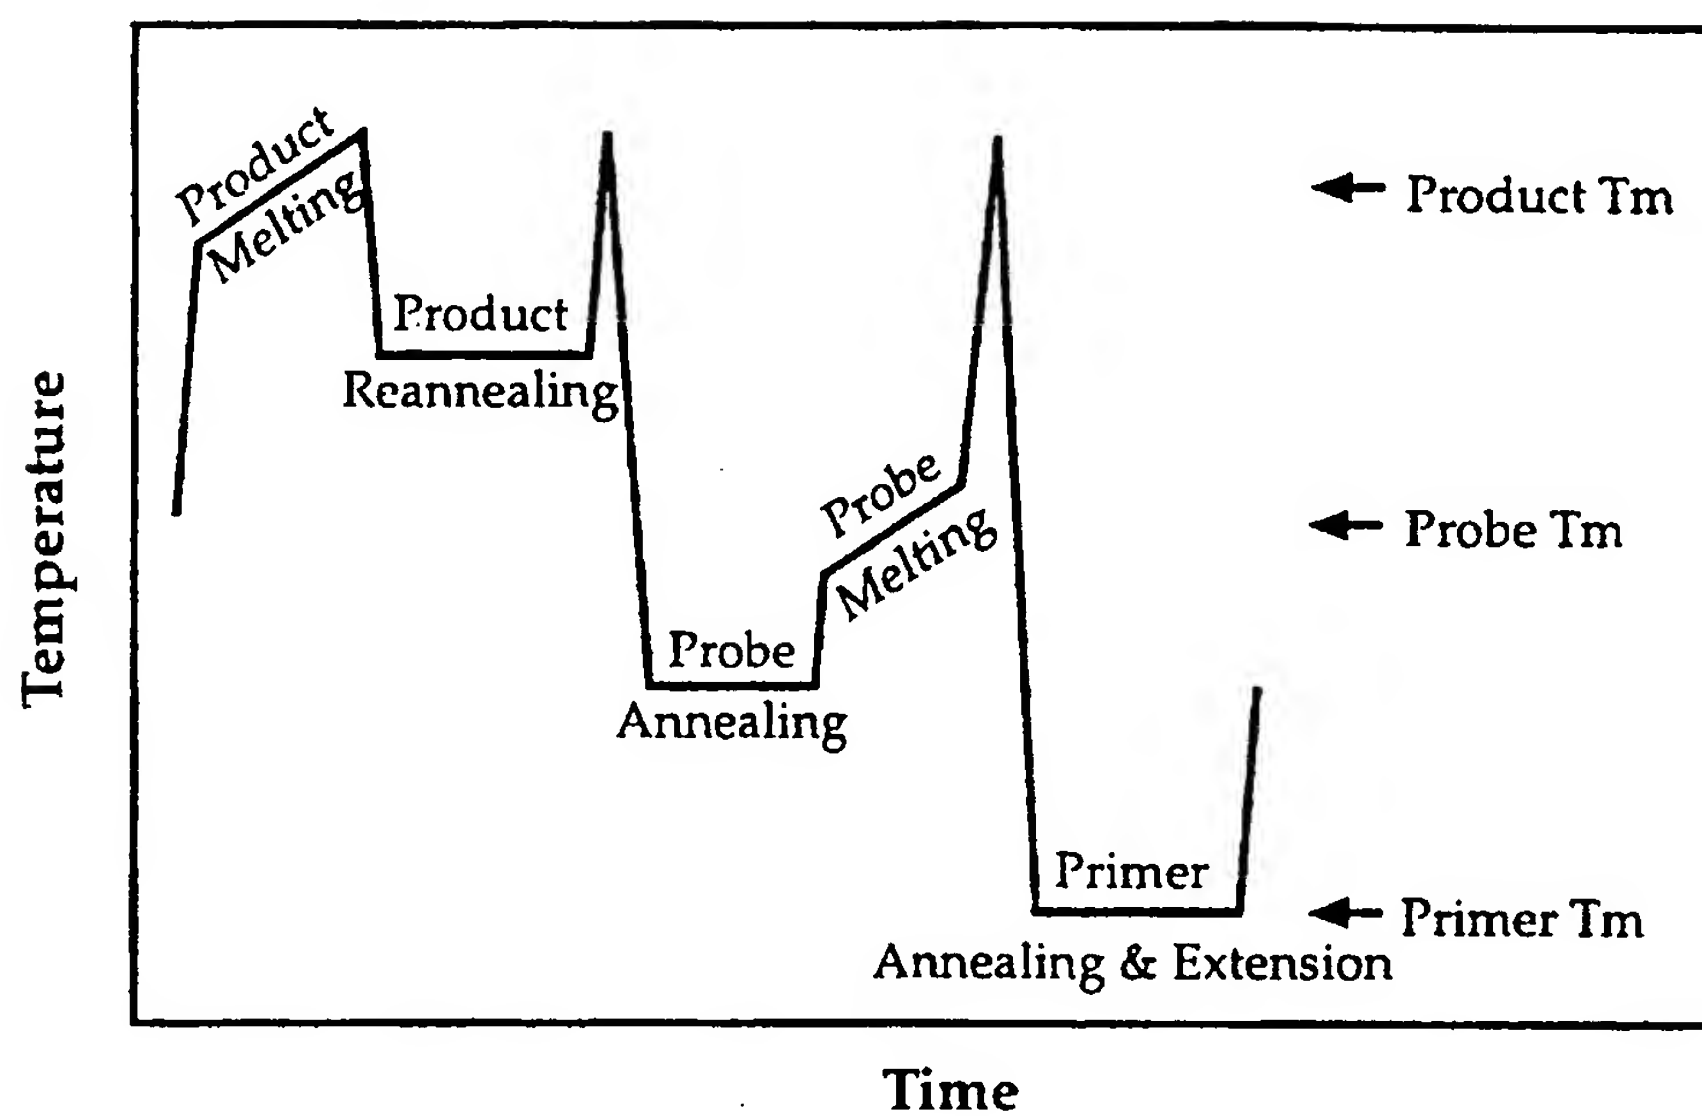 Product
Melting
Product
Reannealing
Probe
Annealing
Probe
Melting
Primer
Annealing & Extension
Product Tm
Probe Tm
Primer Tm
Temperature
Time